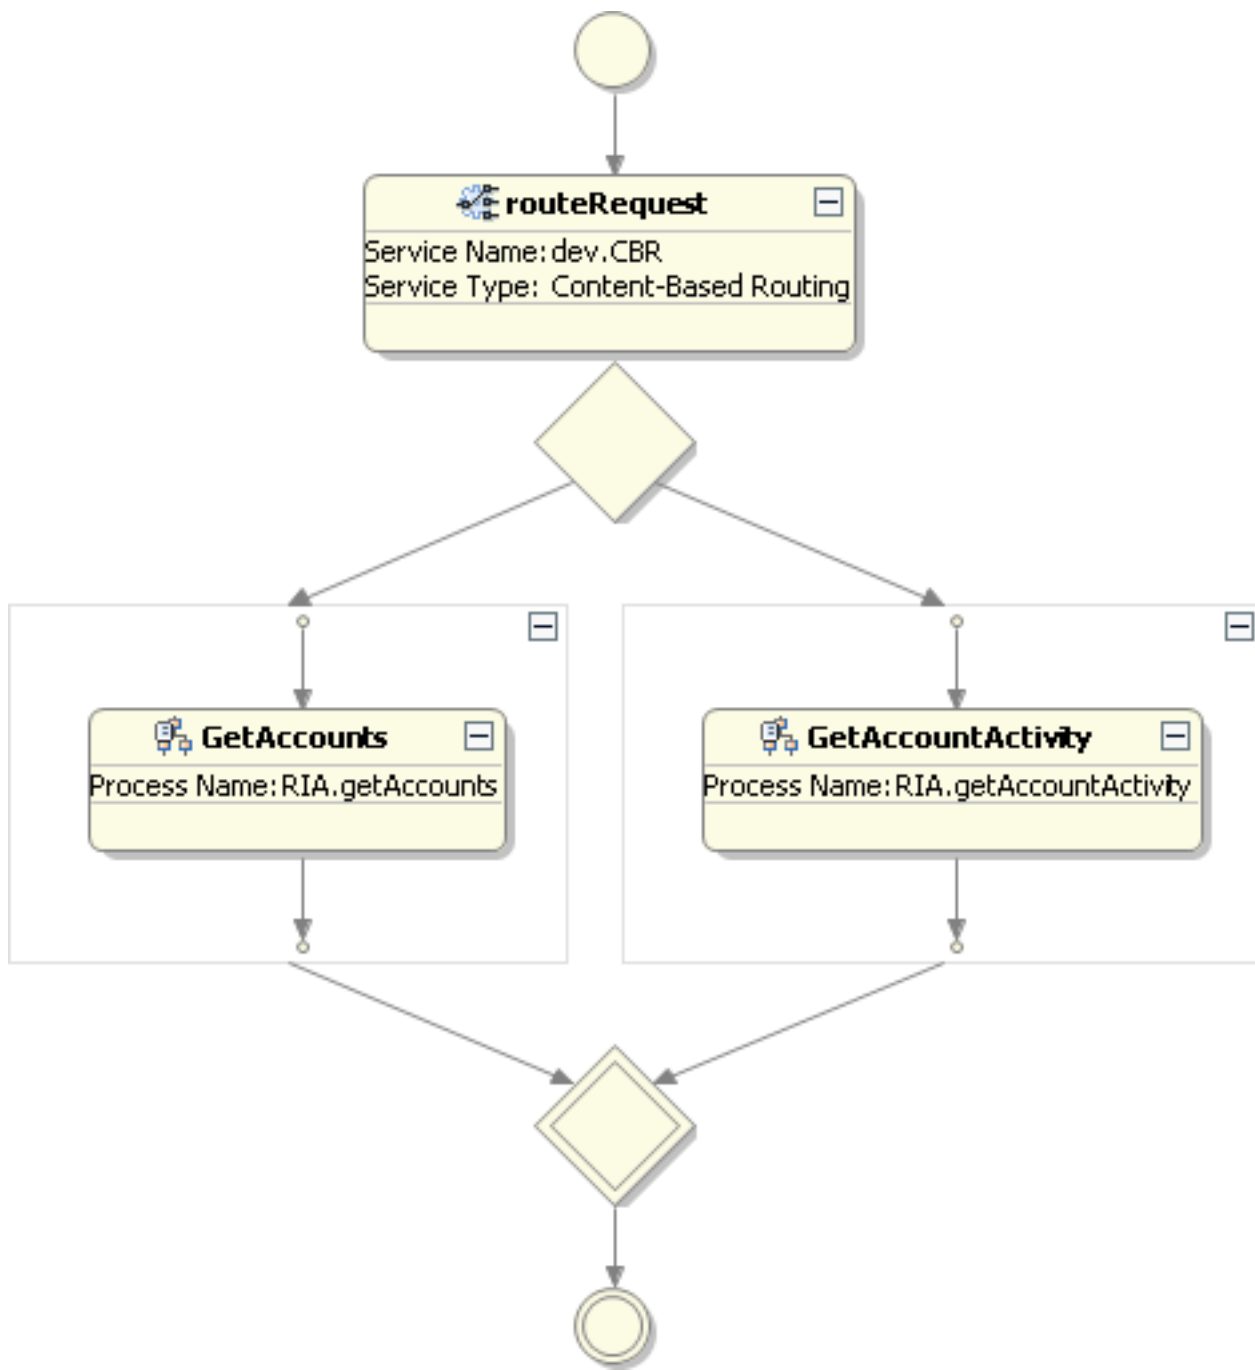 routeRequest
Service Name: dev.CBR
Service Type: Content-Based Routing
GetAccounts
Process Name: RIA.getAccounts
GetAccountActivity
Process Name: RIA.getAccountActivity